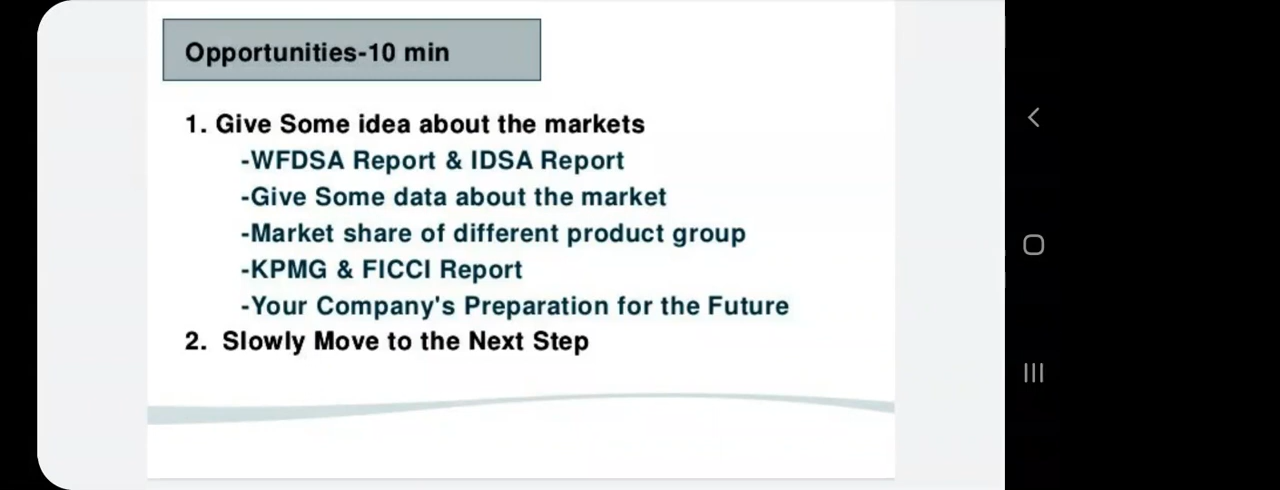 Opportunities-10 min
1. Give Some idea about the markets
-WFDSA Report & IDSA Report
-Give Some data about the market
-Market share of different product group
-KPMG & FICCI Report
-Your Company's Preparation for the Future
2. Slowly Move to the Next Step